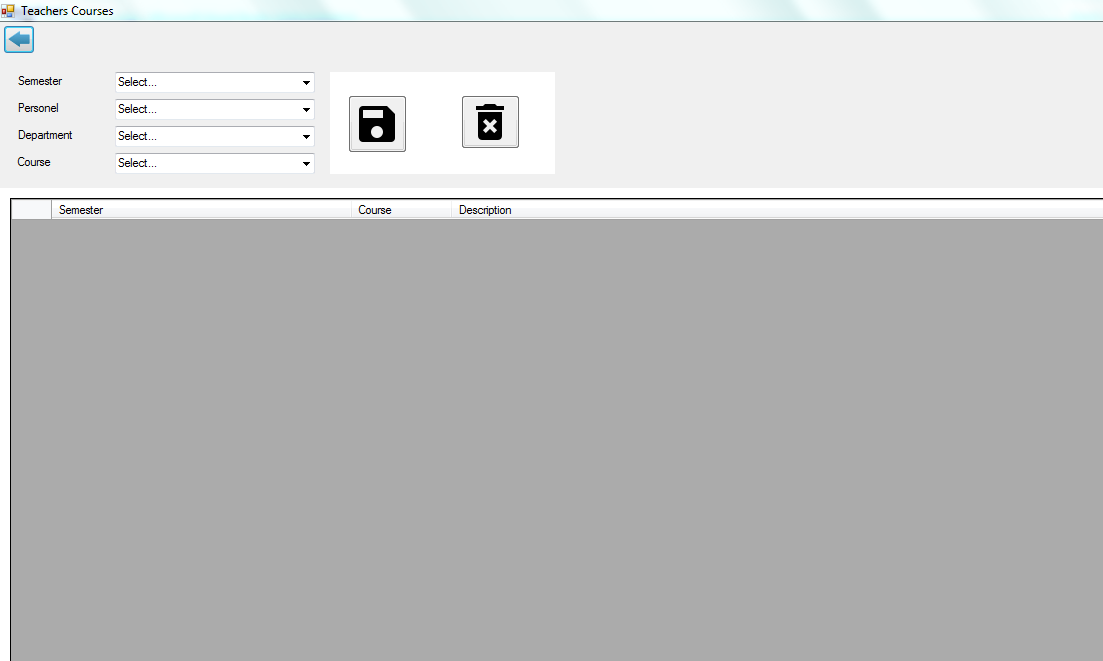 Teachers Courses
Semester Select...
Personel Select...
Department Select...
Course Select...
Semester Course Description